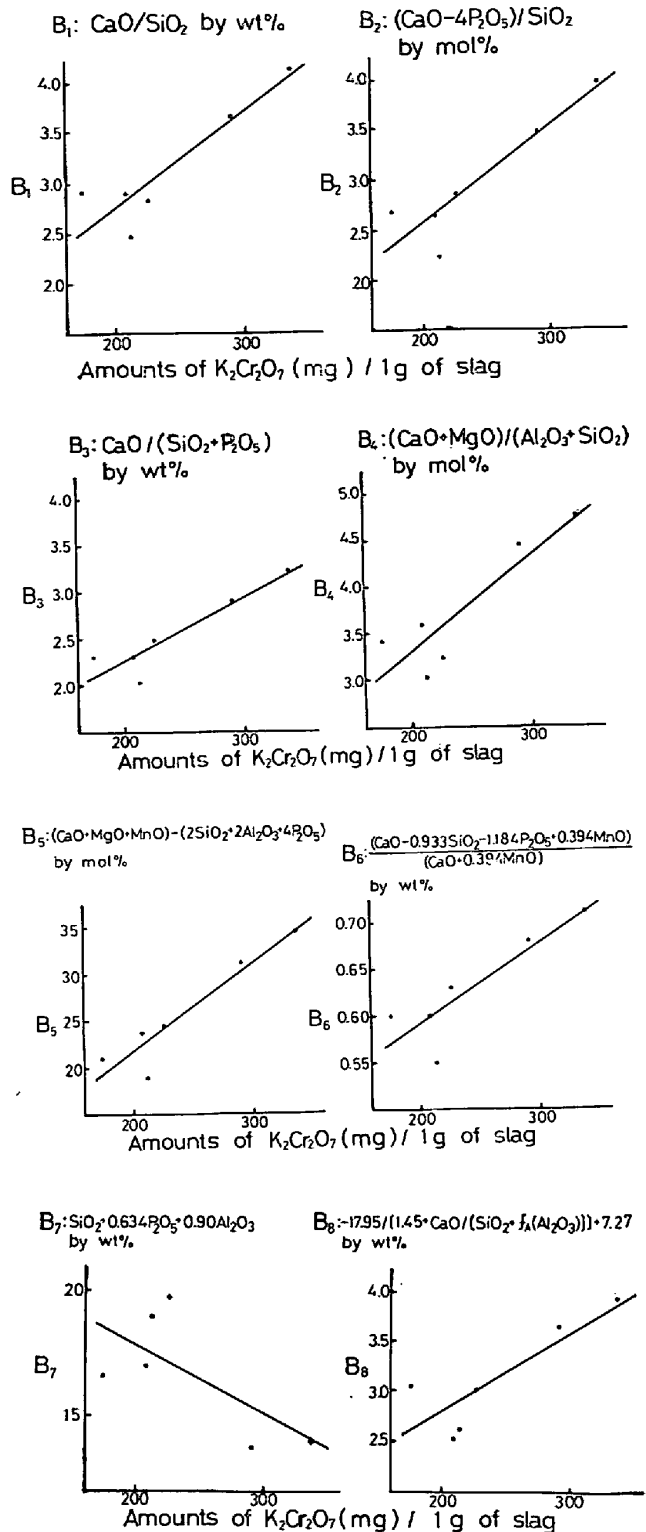 B₁: CaO/SiO₂ by wt%
B₂: (CaO-4P₂O₅)/SiO₂
by mol%
4.0
3.5
3.0
B₁
2.5
2.0
200
300
4.0
3.5
3.0
B₂
2.5
2.0
200
300
Amounts of K₂Cr₂O₇ (mg) / 1g of slag
B₃: CaO/(SiO₂+P₂O₅)
by wt%
B₄: (CaO+MgO)/(Al₂O₃+SiO₂)
by mol%
4.0
3.5
3.0
B₃
2.5
2.0
200
300
5.0
4.5
4.0
B₄
3.5
3.0
200
300
Amounts of K₂Cr₂O₇(mg)/1g of slag
B₅: (CaO+MgO+MnO)-(2SiO₂+2Al₂O₃+4P₂O₅)
by mol%
B₆: (CaO-0.933SiO₂-1.184P₂O₅+0.394MnO)
(CaO+0.394MnO)
by wt%
35
30
25
B₅
20
200
300
0.70
0.65
0.60
B₆
0.55
200
300
Amounts of K₂Cr₂O₇(mg)/1g of slag
B₇: SiO₂+0.634P₂O₅+0.90Al₂O₃
by wt%
B₈: -17.95/{1.45+CaO/(SiO₂+fA(Al₂O₃))}+7.27
by wt%
20
B₇
15
200
300
4.0
3.5
B₈
3.0
2.5
200
300
Amounts of K₂Cr₂O₇(mg) / 1g of slag